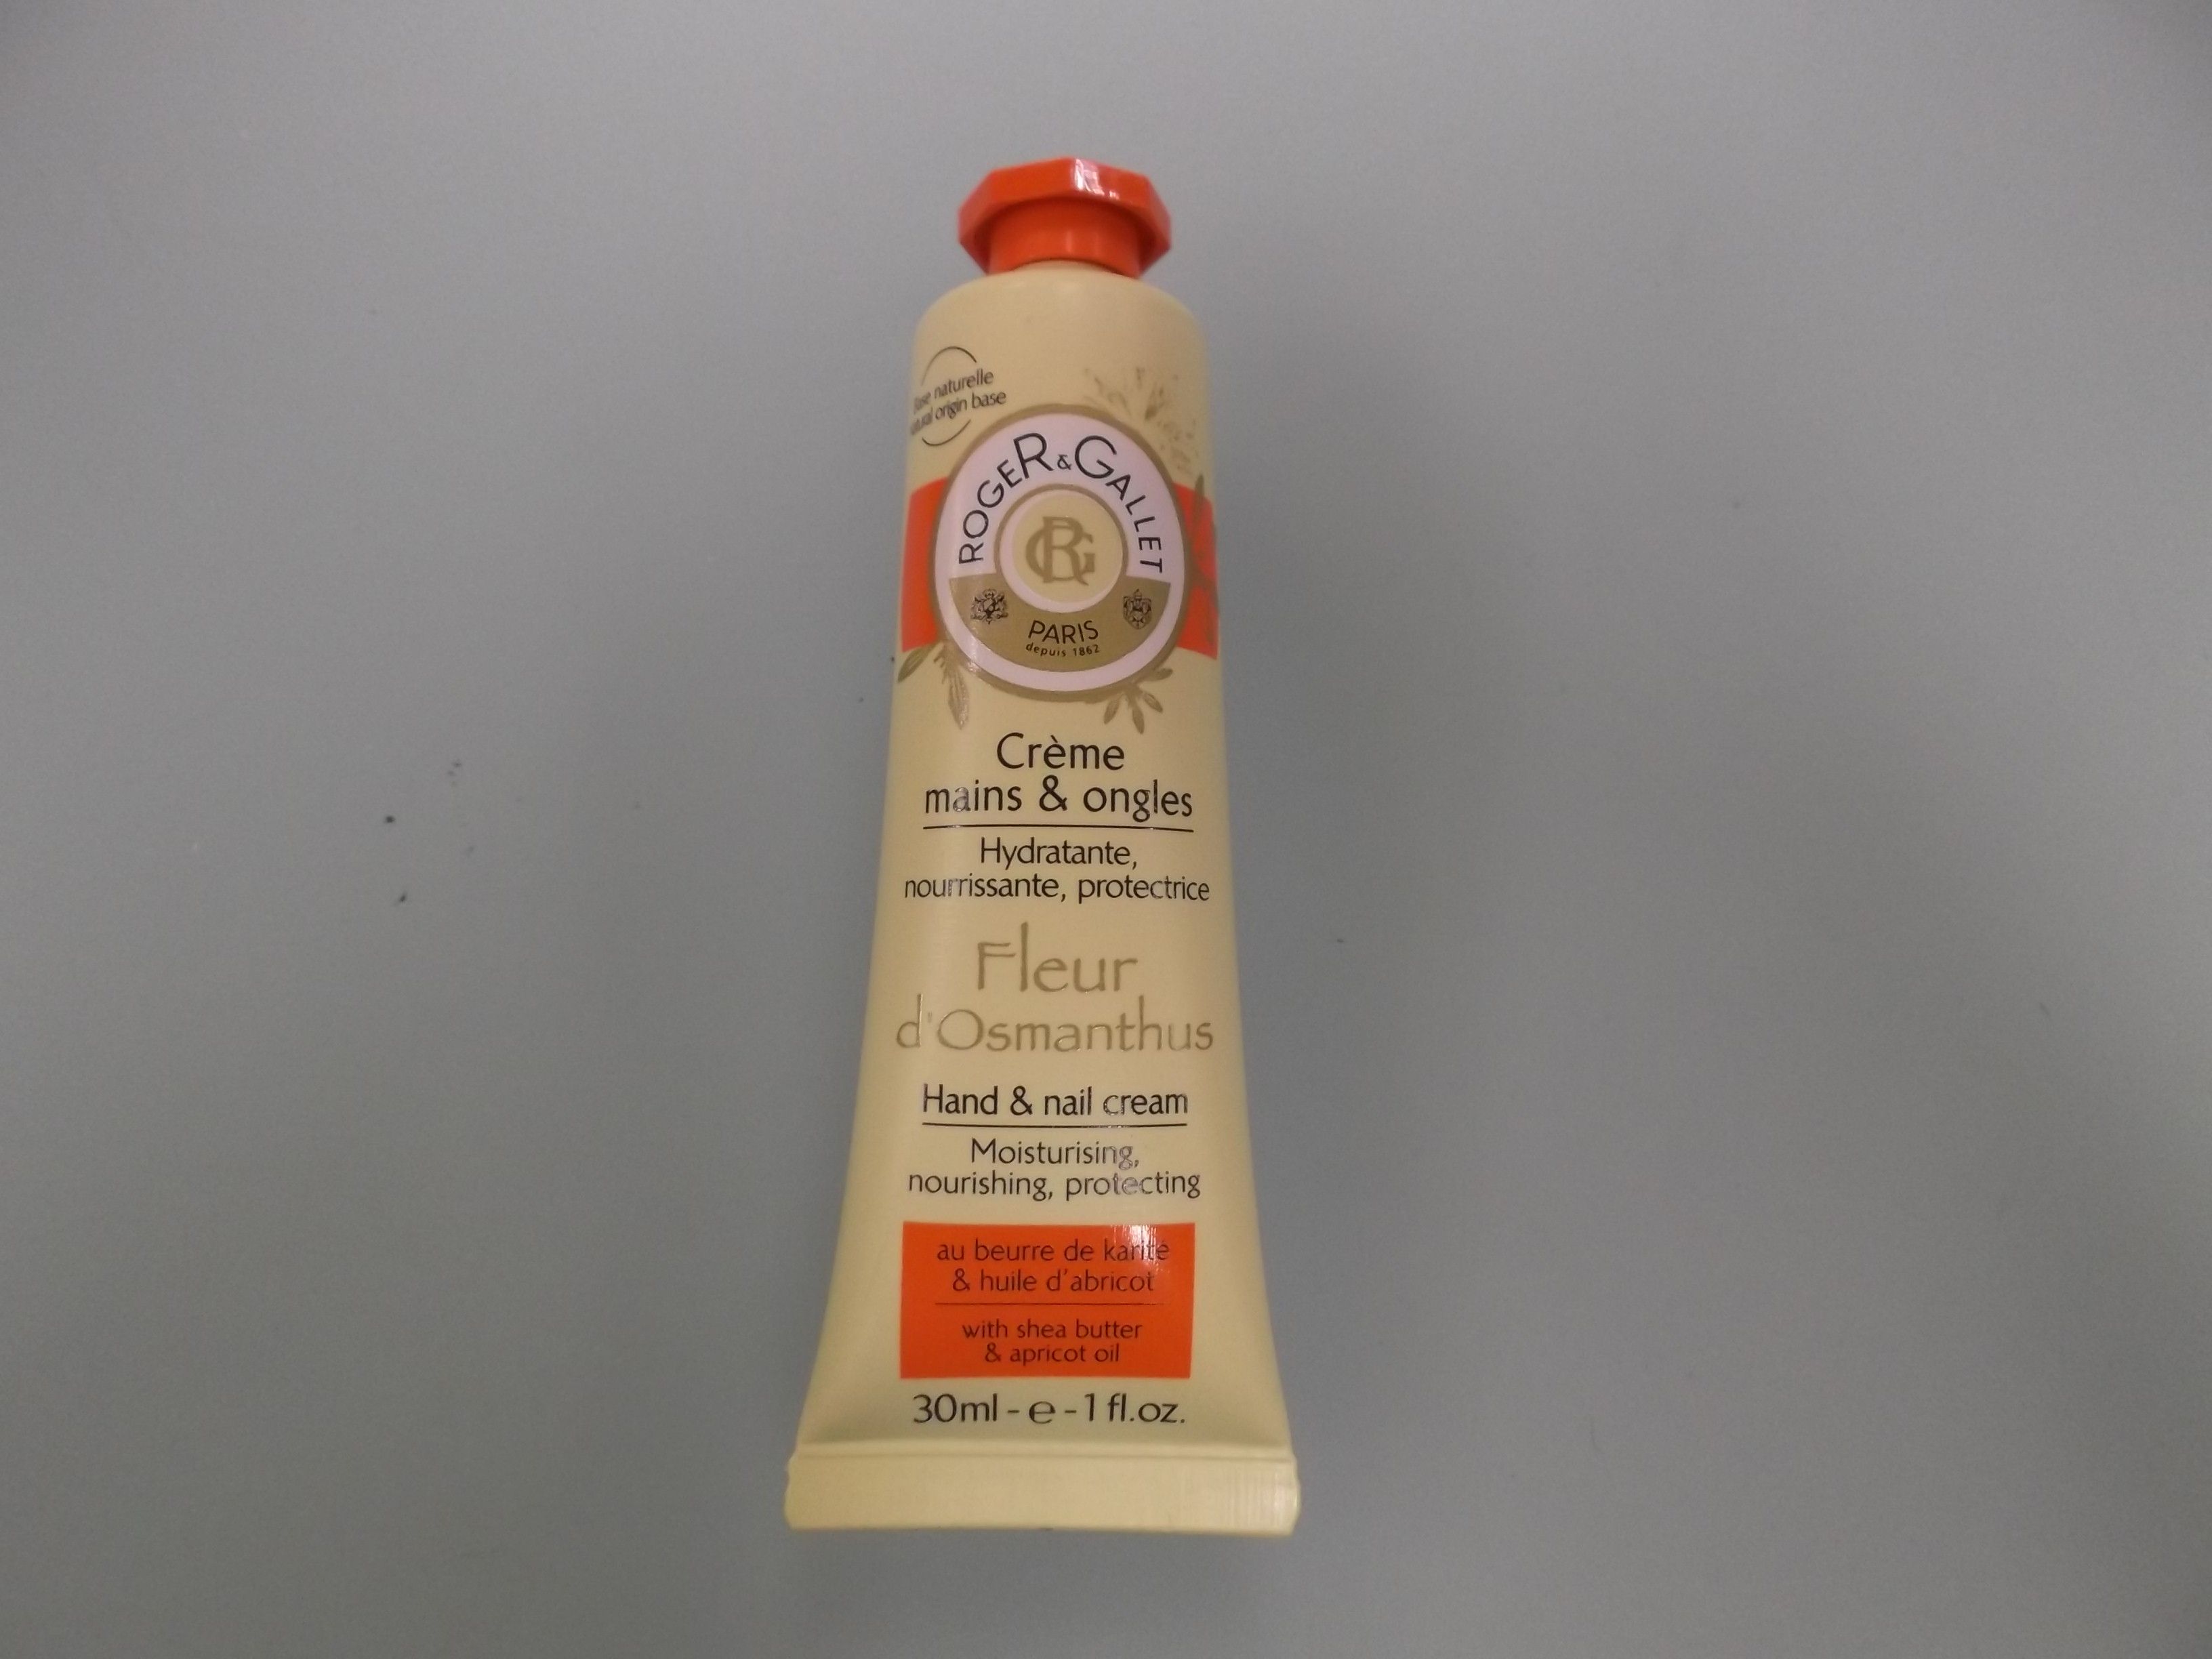 naturelle
origin base
ROGER & GALLET
RG
PARIS
depuis 1862
Crème
mains & ongles
Hydratante,
nourrissante, protectrice
Fleur
d'Osmanthus
Hand & nail cream
Moisturising,
nourishing, protecting
au beurre de karité
& huile d'abricot
with shea butter
& apricot oil
30ml - e - 1 fl.oz.